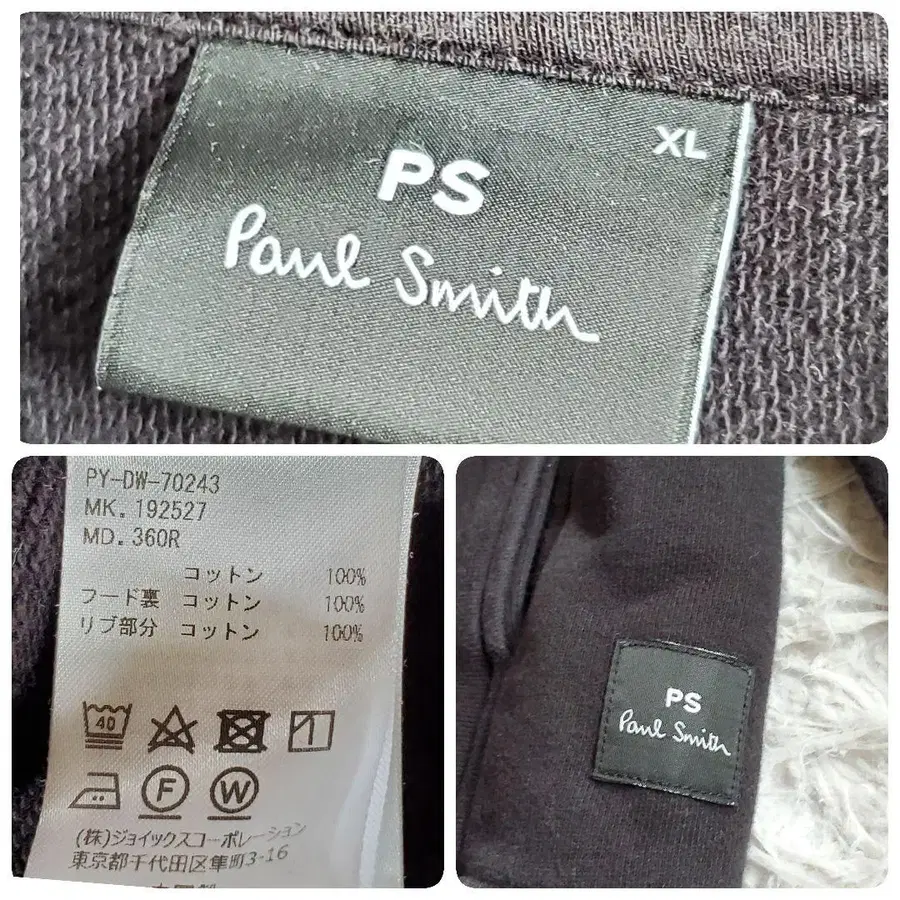 XL
PS
Paul Smith
PY-DW-70243
MK. 192527
MD. 360R
コットン 100%
フード裏 コットン 100%
リブ部分 コットン 100%
40
F W
(株)ジョイックスコーポレーション
東京都千代田区隼町3-16
PS
Paul Smith